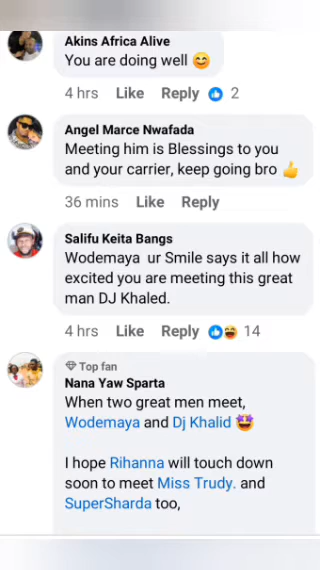 Akins Africa Alive
You are doing well 😊
4 hrs Like Reply 2
Angel Marce Nwafada
Meeting him is Blessings to you
and your carrier, keep going bro 👍
36 mins Like Reply
Salifu Keita Bangs
Wodemaya ur Smile says it all how
excited you are meeting this great
man DJ Khaled.
4 hrs Like Reply 14
Top fan
Nana Yaw Sparta
When two great men meet,
Wodemaya and Dj Khalid 🤩
I hope Rihanna will touch down
soon to meet Miss Trudy. and
SuperSharda too,